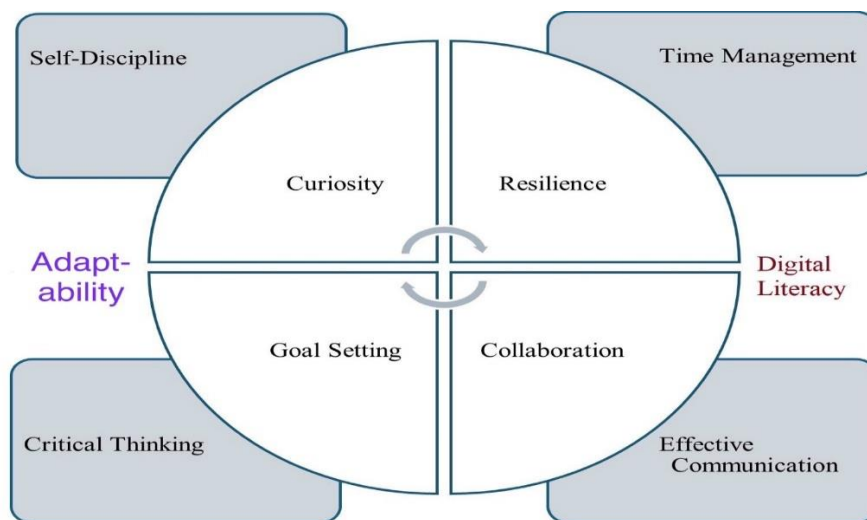 Self-Discipline
Time Management
Curiosity
Resilience
Adapt-
ability
Digital
Literacy
Goal Setting
Collaboration
Critical Thinking
Effective
Communication